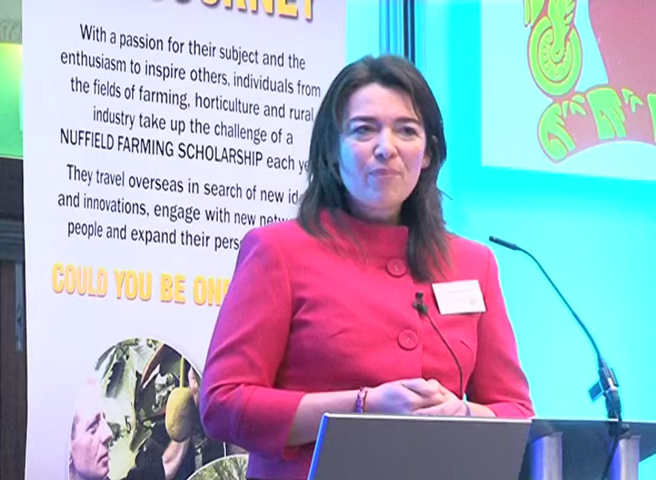 With a passion for their subject and the
enthusiasm to inspire others, individuals from
the fields of farming, horticulture and rural
industry take up the challenge of a
NUFFIELD FARMING SCHOLARSHIP each
They travel overseas in search of new
and innovations, engage with new
people and expand their
COULD YOU BE